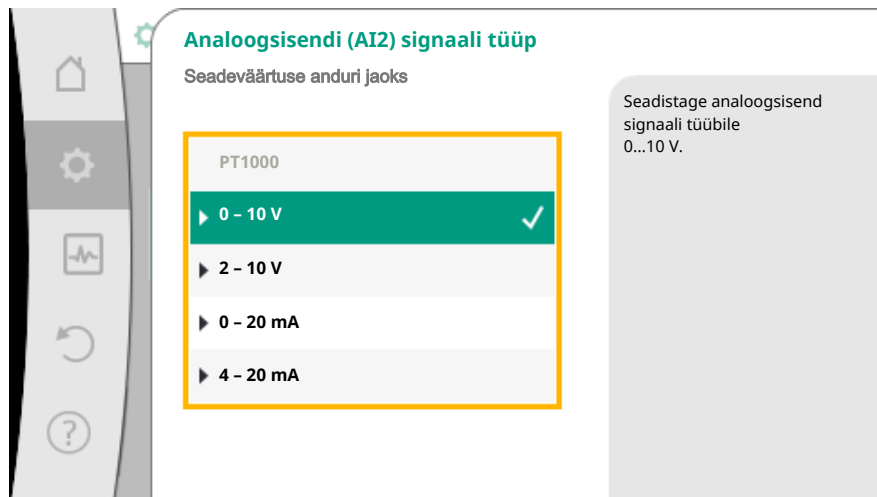 Analoogsisendi (AI2) signaali tüüp
Seadeväärtuse anduri jaoks
PT1000
0 – 10 V
2 – 10 V
0 – 20 mA
4 – 20 mA
Seadistage analoogsisend
signaali tüübile
0...10 V.
?